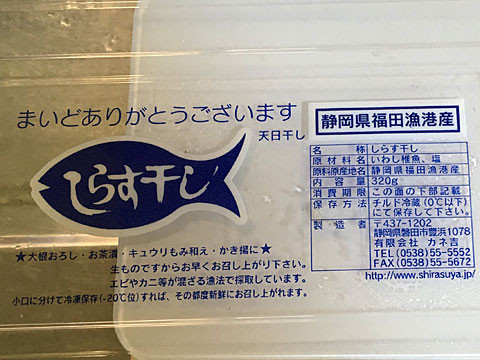 まいどありがとうございます
天日干し
しらす干し
★大根おろし・お茶漬・キュウリもみ和え・かき揚に★
生ものですからお早くお召し上がり下さい。
エビやカニ等が混ざる漁法で採取しています。
小口に分けて冷凍保存(-20℃位)すれば、その都度新鮮にお召し上がれます。
静岡県福田漁港産
名称 しらす干し
原材料名 いわし稚魚、塩
原料原産地名 静岡県福田漁港産
内容量 320g
消費期限 この面の下部記載
保存方法 チルド冷蔵(0℃以下)
にて保存して下さい。
製造者 〒437-1202
静岡県磐田市豊浜1078
有限会社 カネ吉
TEL(0538)55-5552
FAX(0538)55-5672
http://www.shirasuya.jp/